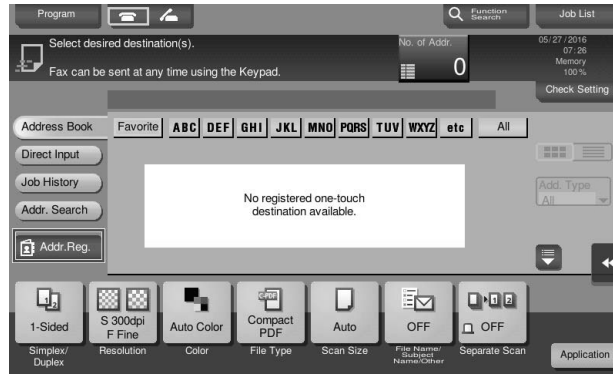 Program
Function
Search
Job List
Select desired destination(s).
Fax can be sent at any time using the Keypad.
No. of Addr.
0
05/27/2016
07:26
Memory
100%
Check Setting
Address Book
Favorite ABC DEF GHI JKL MNO PQRS TUV WXYZ etc All
Direct Input
Job History
Addr. Search
Addr.Reg.
No registered one-touch
destination available.
Add. Type
All
1-Sided
S 300dpi
F Fine
Auto Color
Compact
PDF
Auto
OFF
OFF
Simplex/
Duplex
Resolution
Color
File Type
Scan Size
File Name/
Subject
Name/Other
Separate Scan
Application